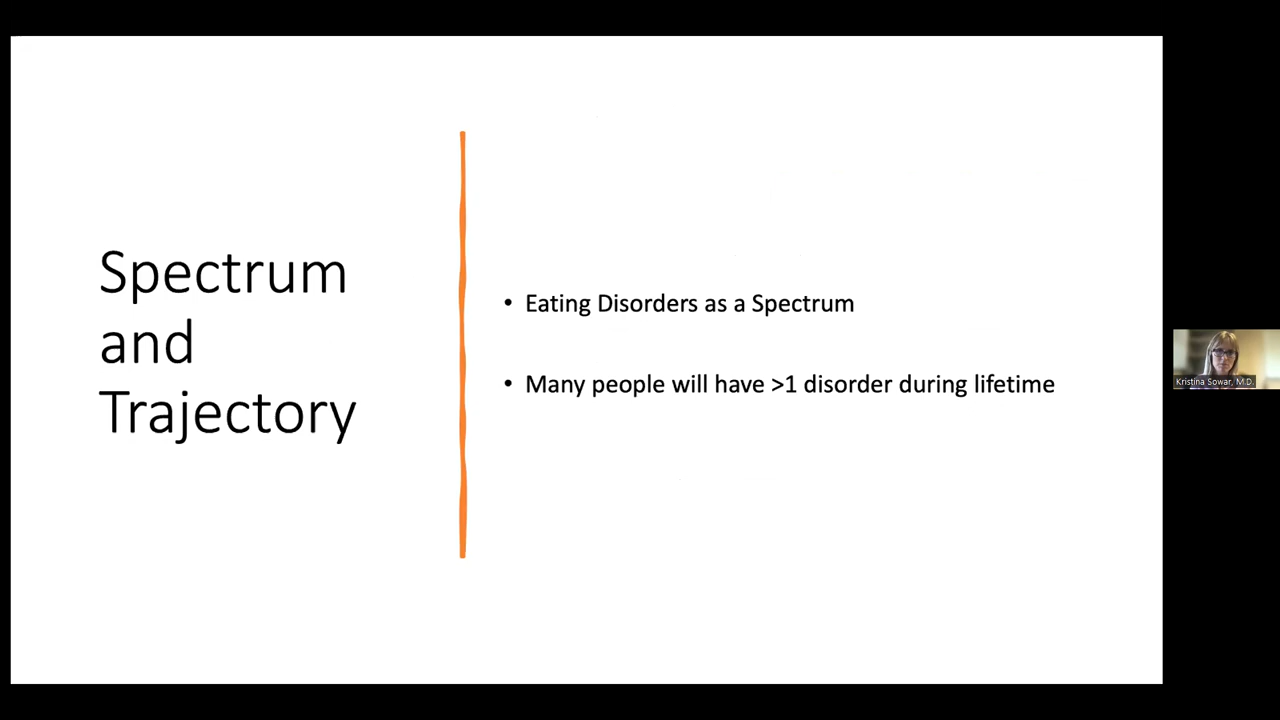 Spectrum
and
Trajectory
• Eating Disorders as a Spectrum
• Many people will have >1 disorder during lifetime
Kristina Sowar, M.D.